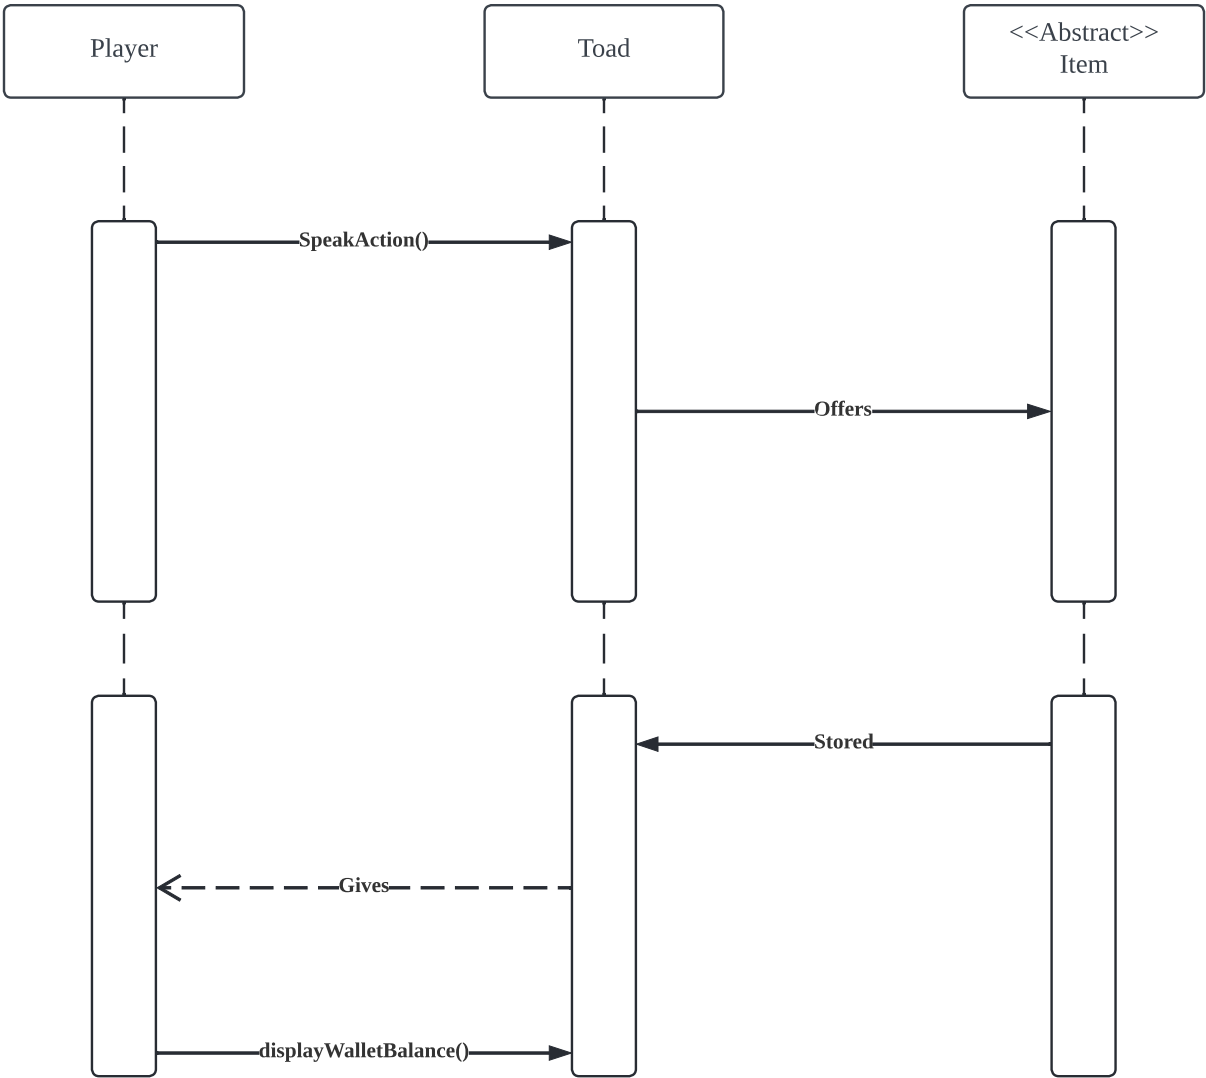 Player
Toad
<<Abstract>>
Item
SpeakAction()
Offers
Stored
Gives
displayWalletBalance()